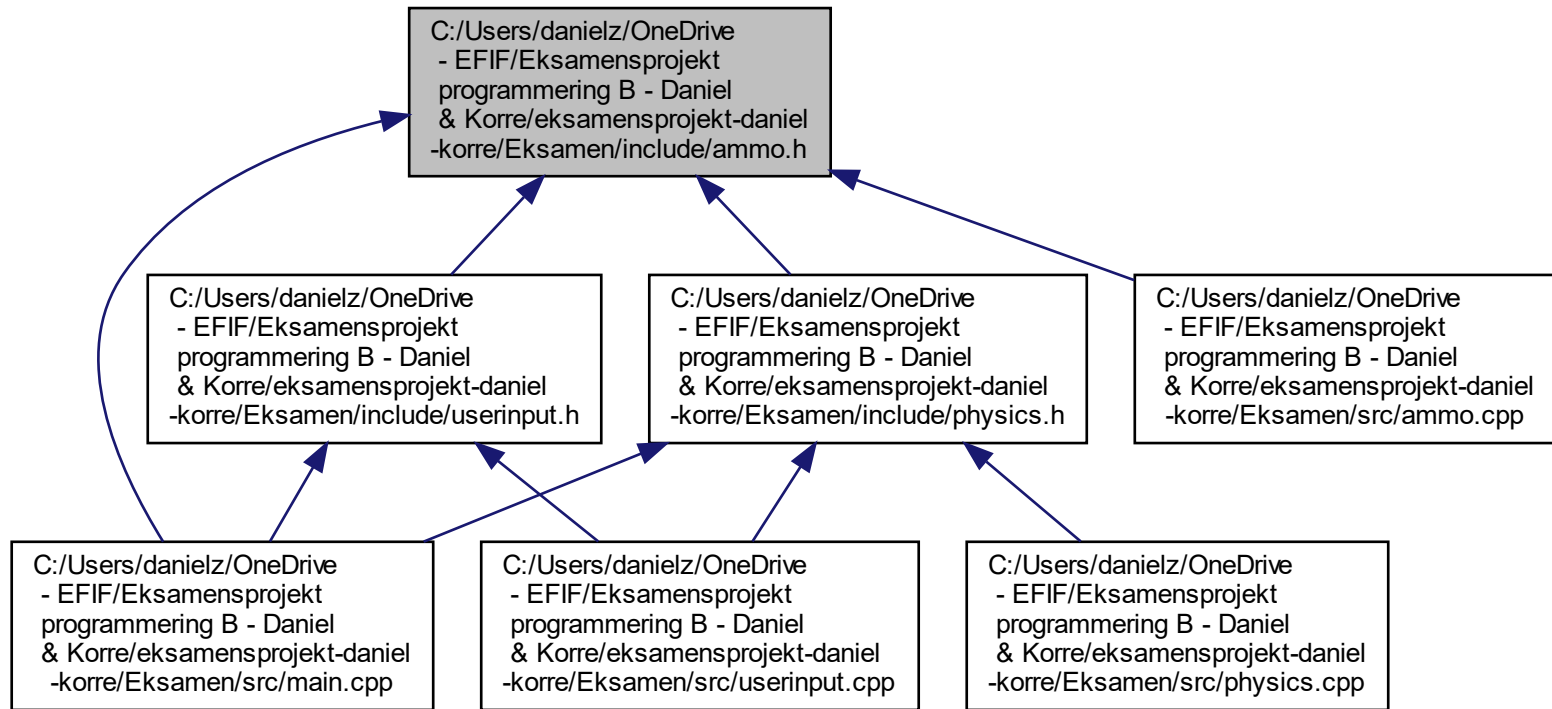 C:/Users/danielz/OneDrive
- EFIF/Eksamensprojekt
programmering B - Daniel
& Korre/eksamensprojekt-daniel
-korre/Eksamen/include/ammo.h
C:/Users/danielz/OneDrive
- EFIF/Eksamensprojekt
programmering B - Daniel
& Korre/eksamensprojekt-daniel
-korre/Eksamen/include/userinput.h
C:/Users/danielz/OneDrive
- EFIF/Eksamensprojekt
programmering B - Daniel
& Korre/eksamensprojekt-daniel
-korre/Eksamen/include/physics.h
C:/Users/danielz/OneDrive
- EFIF/Eksamensprojekt
programmering B - Daniel
& Korre/eksamensprojekt-daniel
-korre/Eksamen/src/ammo.cpp
C:/Users/danielz/OneDrive
- EFIF/Eksamensprojekt
programmering B - Daniel
& Korre/eksamensprojekt-daniel
-korre/Eksamen/src/main.cpp
C:/Users/danielz/OneDrive
- EFIF/Eksamensprojekt
programmering B - Daniel
& Korre/eksamensprojekt-daniel
-korre/Eksamen/src/userinput.cpp
C:/Users/danielz/OneDrive
- EFIF/Eksamensprojekt
programmering B - Daniel
& Korre/eksamensprojekt-daniel
-korre/Eksamen/src/physics.cpp